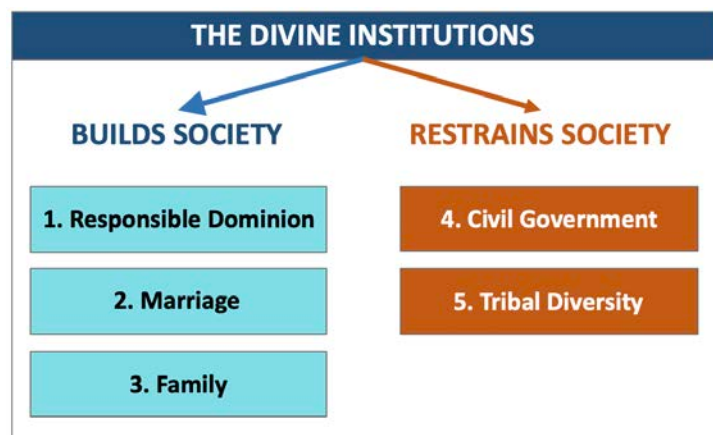 THE DIVINE INSTITUTIONS
BUILDS SOCIETY
1. Responsible Dominion
2. Marriage
3. Family
RESTRAINS SOCIETY
4. Civil Government
5. Tribal Diversity